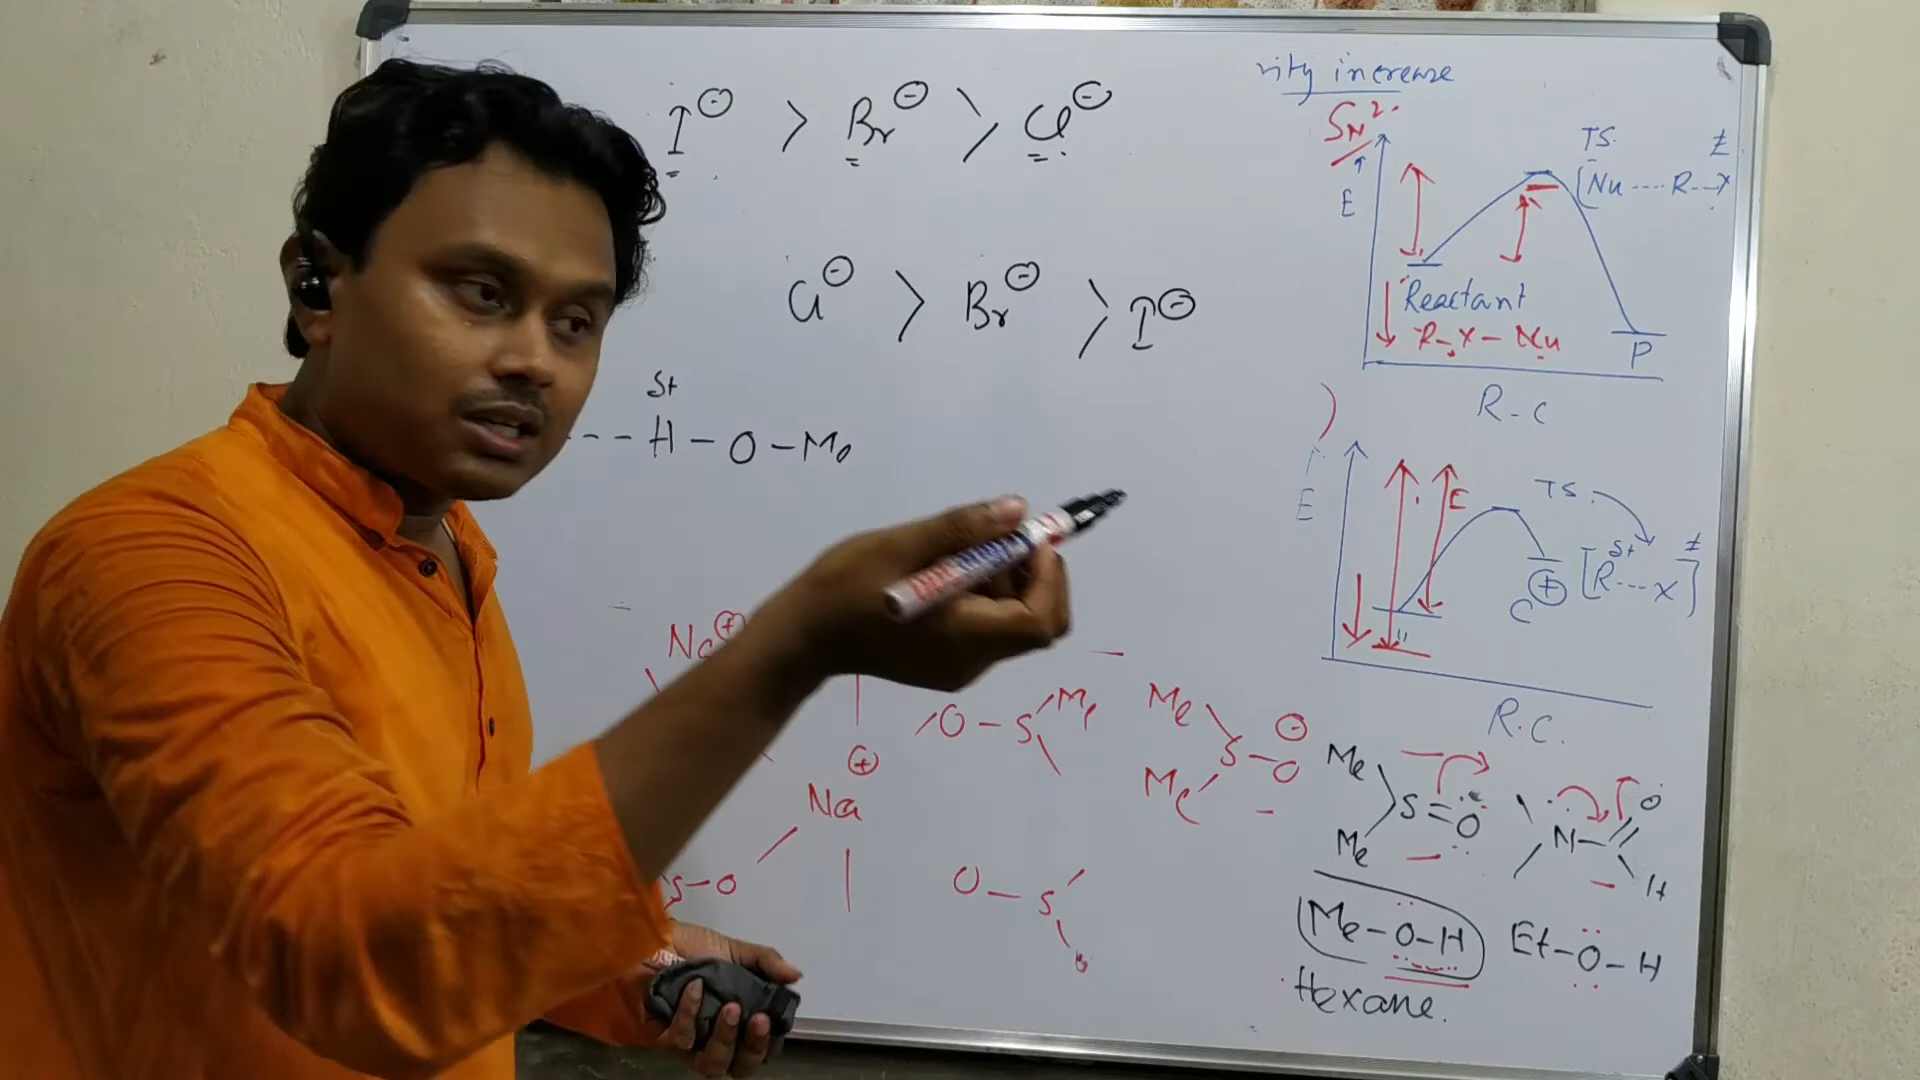 I⊖ > Br⊖ > Cl⊖
Cl⊖ > Br⊖ > I⊖
δ+
--- H – O – Me
Na⊕
O – S Me
⊕
Na
S – O
O – S
Me
Me S – O ⊖
rity increase
SN2
E
TS ‡
[Nu ---- R --- X
Reactant
R – X – Nu
P
R-C
E
E
TS
δ+ ‡
[R --- X]
C⊕
R.C.
Me
Me S = O
N
O
H
Me – O – H
Et – O – H
Hexane.